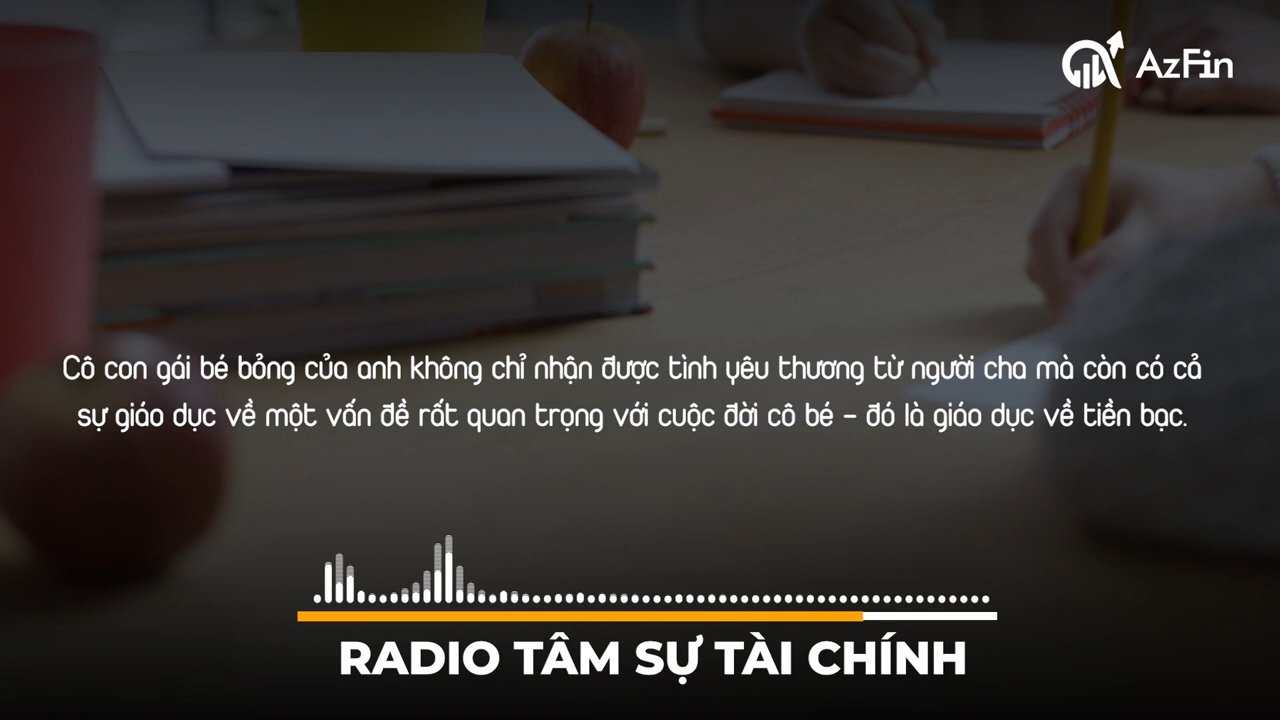 AzFin
Cô con gái bé bỏng của anh không chỉ nhận được tình yêu thương từ người cha mà còn có cả
sự giáo dục về một vấn đề rất quan trọng với cuộc đời cô bé - đó là giáo dục về tiền bạc.
RADIO TÂM SỰ TÀI CHÍNH